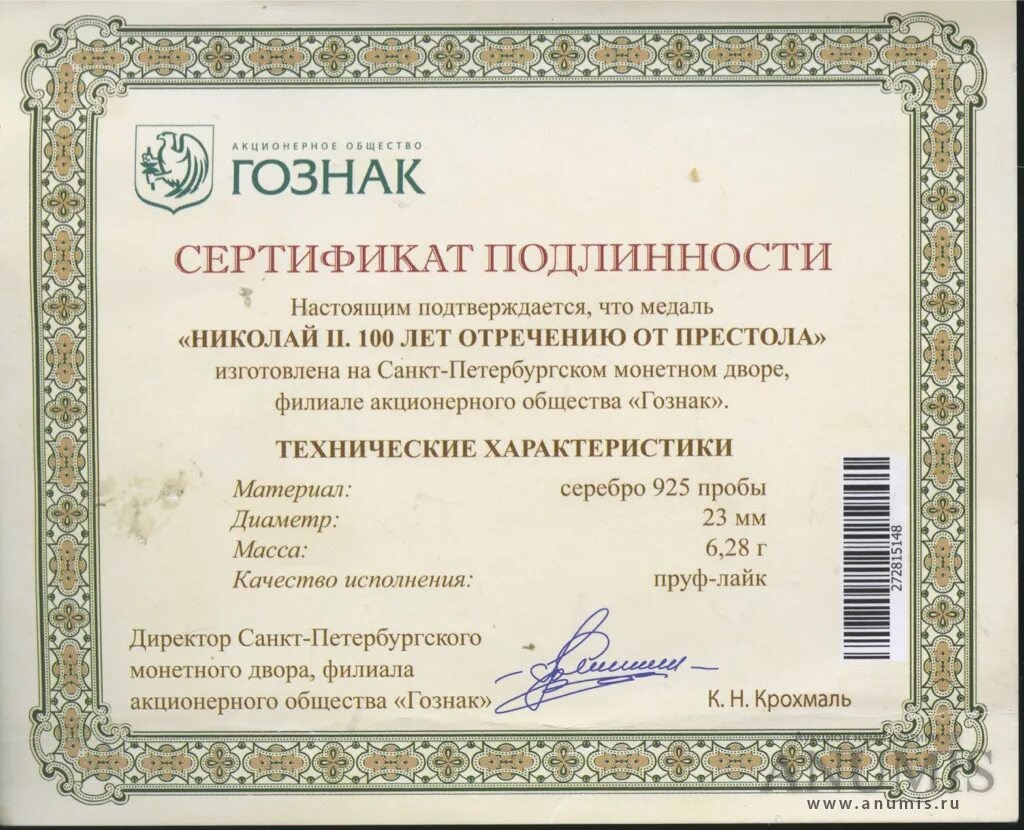 АКЦИОНЕРНОЕ ОБЩЕСТВО
ГОЗНАК
СЕРТИФИКАТ ПОДЛИННОСТИ
Настоящим подтверждается, что медаль
«НИКОЛАЙ II. 100 ЛЕТ ОТРЕЧЕНИЮ ОТ ПРЕСТОЛА»
изготовлена на Санкт-Петербургском монетном дворе,
филиале акционерного общества «Гознак».
ТЕХНИЧЕСКИЕ ХАРАКТЕРИСТИКИ
Материал: серебро 925 пробы
Диаметр: 23 мм
Масса: 6,28 г
Качество исполнения: пруф-лайк
272815148
Директор Санкт-Петербургского
монетного двора, филиала
акционерного общества «Гознак»
К. Н. Крохмаль
ANUMIS
www.anumis.ru